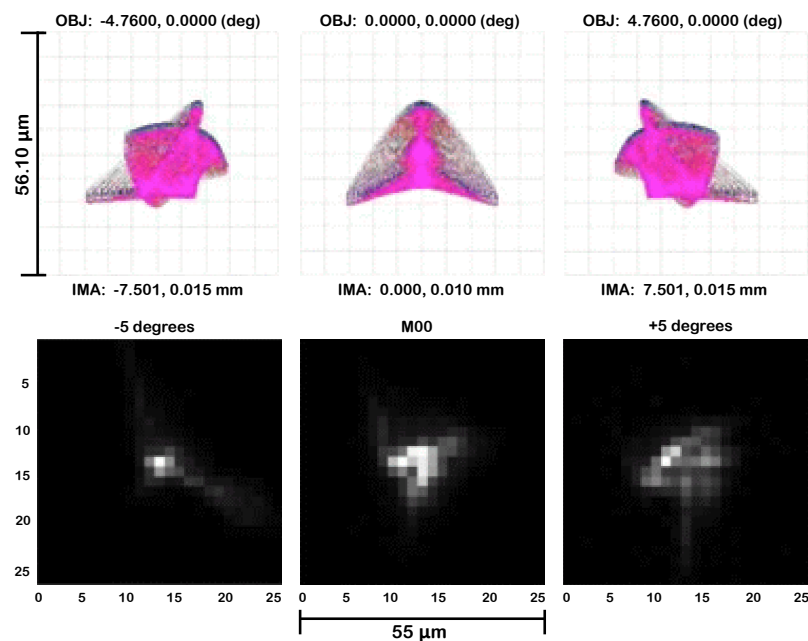 OBJ: -4.7600, 0.0000 (deg)
OBJ: 0.0000, 0.0000 (deg)
OBJ: 4.7600, 0.0000 (deg)
56.10 µm
IMA: -7.501, 0.015 mm
IMA: 0.000, 0.010 mm
IMA: 7.501, 0.015 mm
-5 degrees
M00
+5 degrees
5
10
15
20
25
0 5 10 15 20 25
0 5 10 15 20 25
0 5 10 15 20 25
55 µm